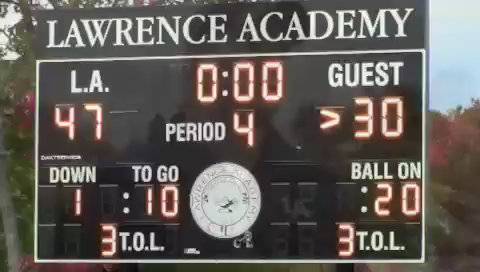 LAWRENCE ACADEMY
L.A. 0:00 GUEST
47 PERIOD 4 > 30
DAKTRONICS
DOWN TO GO BALL ON
1 : 10 : 20
3 T.O.L. 3 T.O.L.